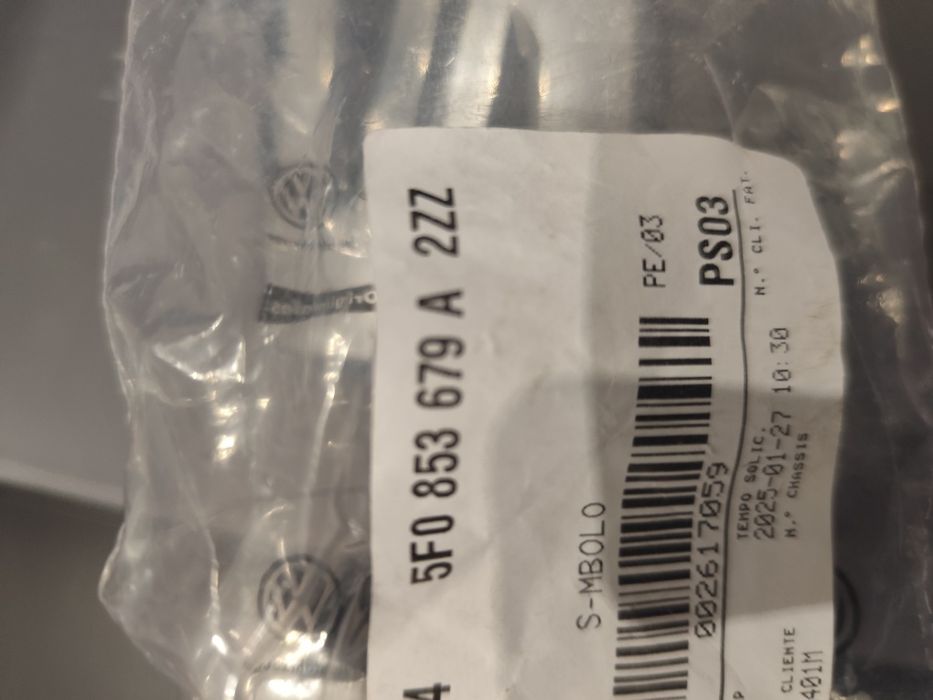 4 5F0 853 679 A 2ZZ
S-MBOLO
PE/03
002617059
PS03
TEMPO SOLIC.
2025-01-27 10:30
N.º CLI. FAT.
CLIENTE
N.º CHASSIS
401M